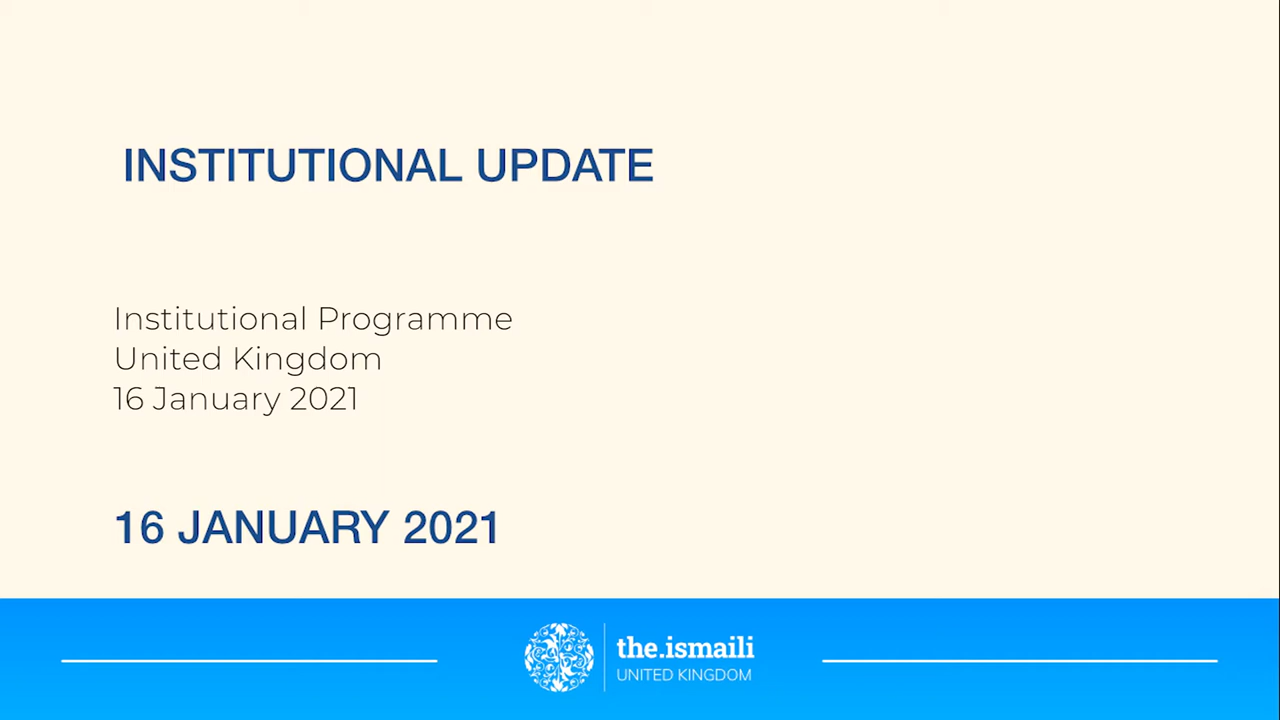 INSTITUTIONAL UPDATE
Institutional Programme
United Kingdom
16 January 2021
16 JANUARY 2021
the.ismaili
UNITED KINGDOM